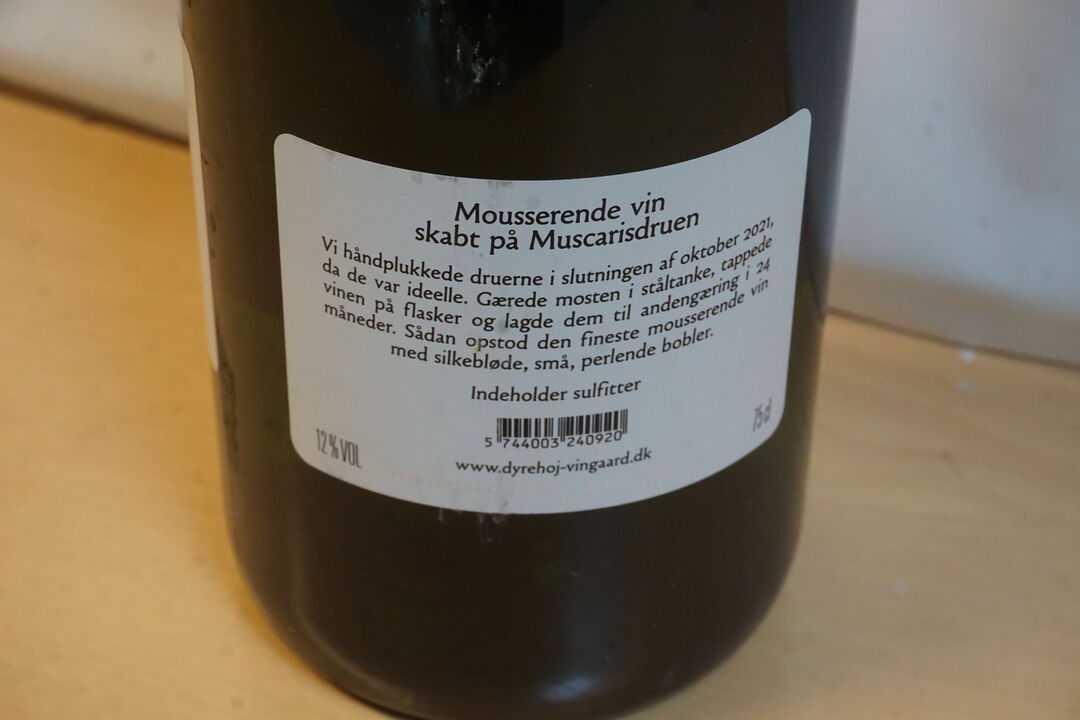 Mousserende vin
skabt på Muscarisdruen
Vi håndplukkede druerne i slutningen af oktober 2021,
da de var ideelle. Gærede mosten i ståltanke, tappede
vinen på flasker og lagde dem til andengæring i 24
måneder. Sådan opstod den fineste mousserende vin
med silkebløde, små, perlende bobler.
Indeholder sulfitter
5 744003 240920
12% VOL
75 cl
www.dyrehoj-vingaard.dk